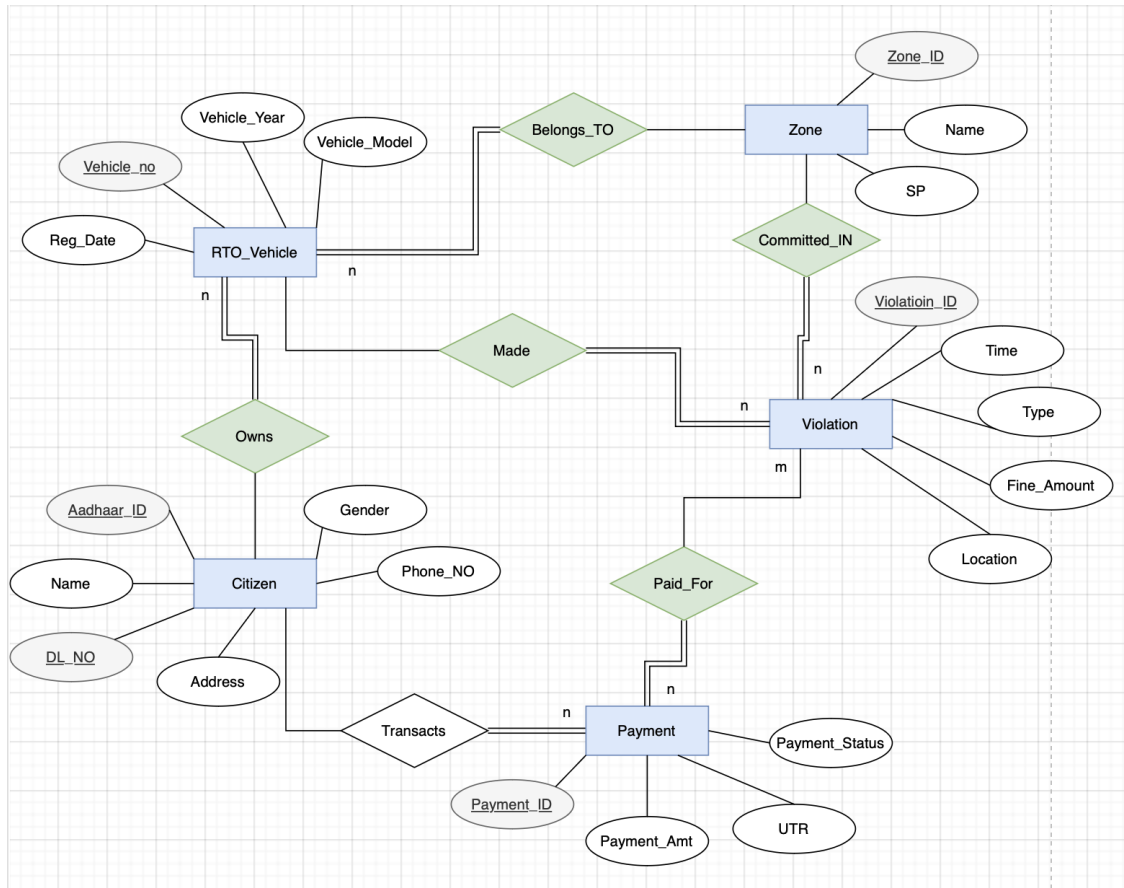 Zone_ID
Vehicle_Year
Belongs_TO
Zone
Name
Vehicle_Model
Vehicle_no
SP
Reg_Date
RTO_Vehicle
Committed_IN
n
n
Violatioin_ID
Made
Time
n
n
Type
Violation
Owns
m
Fine_Amount
Aadhaar_ID
Gender
Location
Name
Citizen
Phone_NO
Paid_For
DL_NO
Address
n
n
Transacts
Payment
Payment_Status
Payment_ID
UTR
Payment_Amt